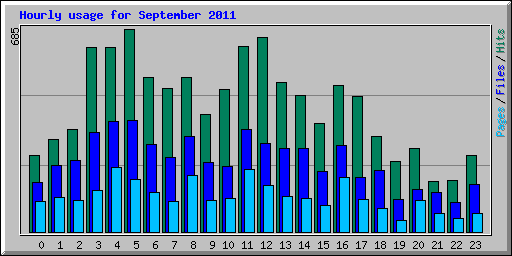 Hourly usage for September 2011
685
Pages / Files / Hits
0 1 2 3 4 5 6 7 8 9 10 11 12 13 14 15 16 17 18 19 20 21 22 23